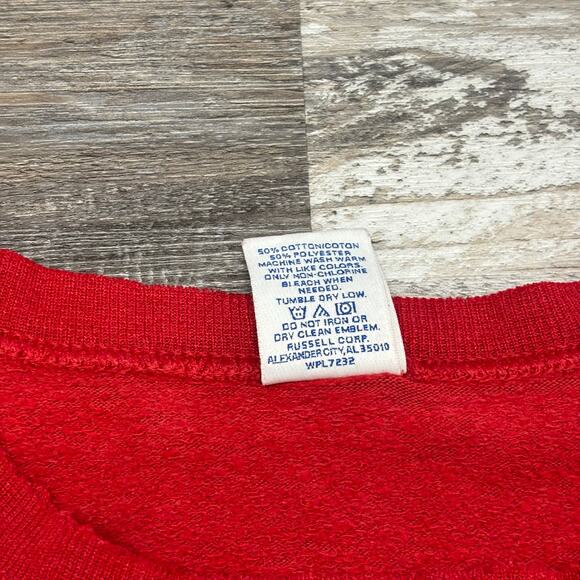 50% COTTON/COTON
50% POLYESTER
MACHINE WASH WARM
WITH LIKE COLORS.
ONLY NON-CHLORINE
BLEACH WHEN
NEEDED.
TUMBLE DRY LOW.
DO NOT IRON OR
DRY CLEAN EMBLEM.
RUSSELL CORP.
ALEXANDER CITY, AL 35010
WPL7232